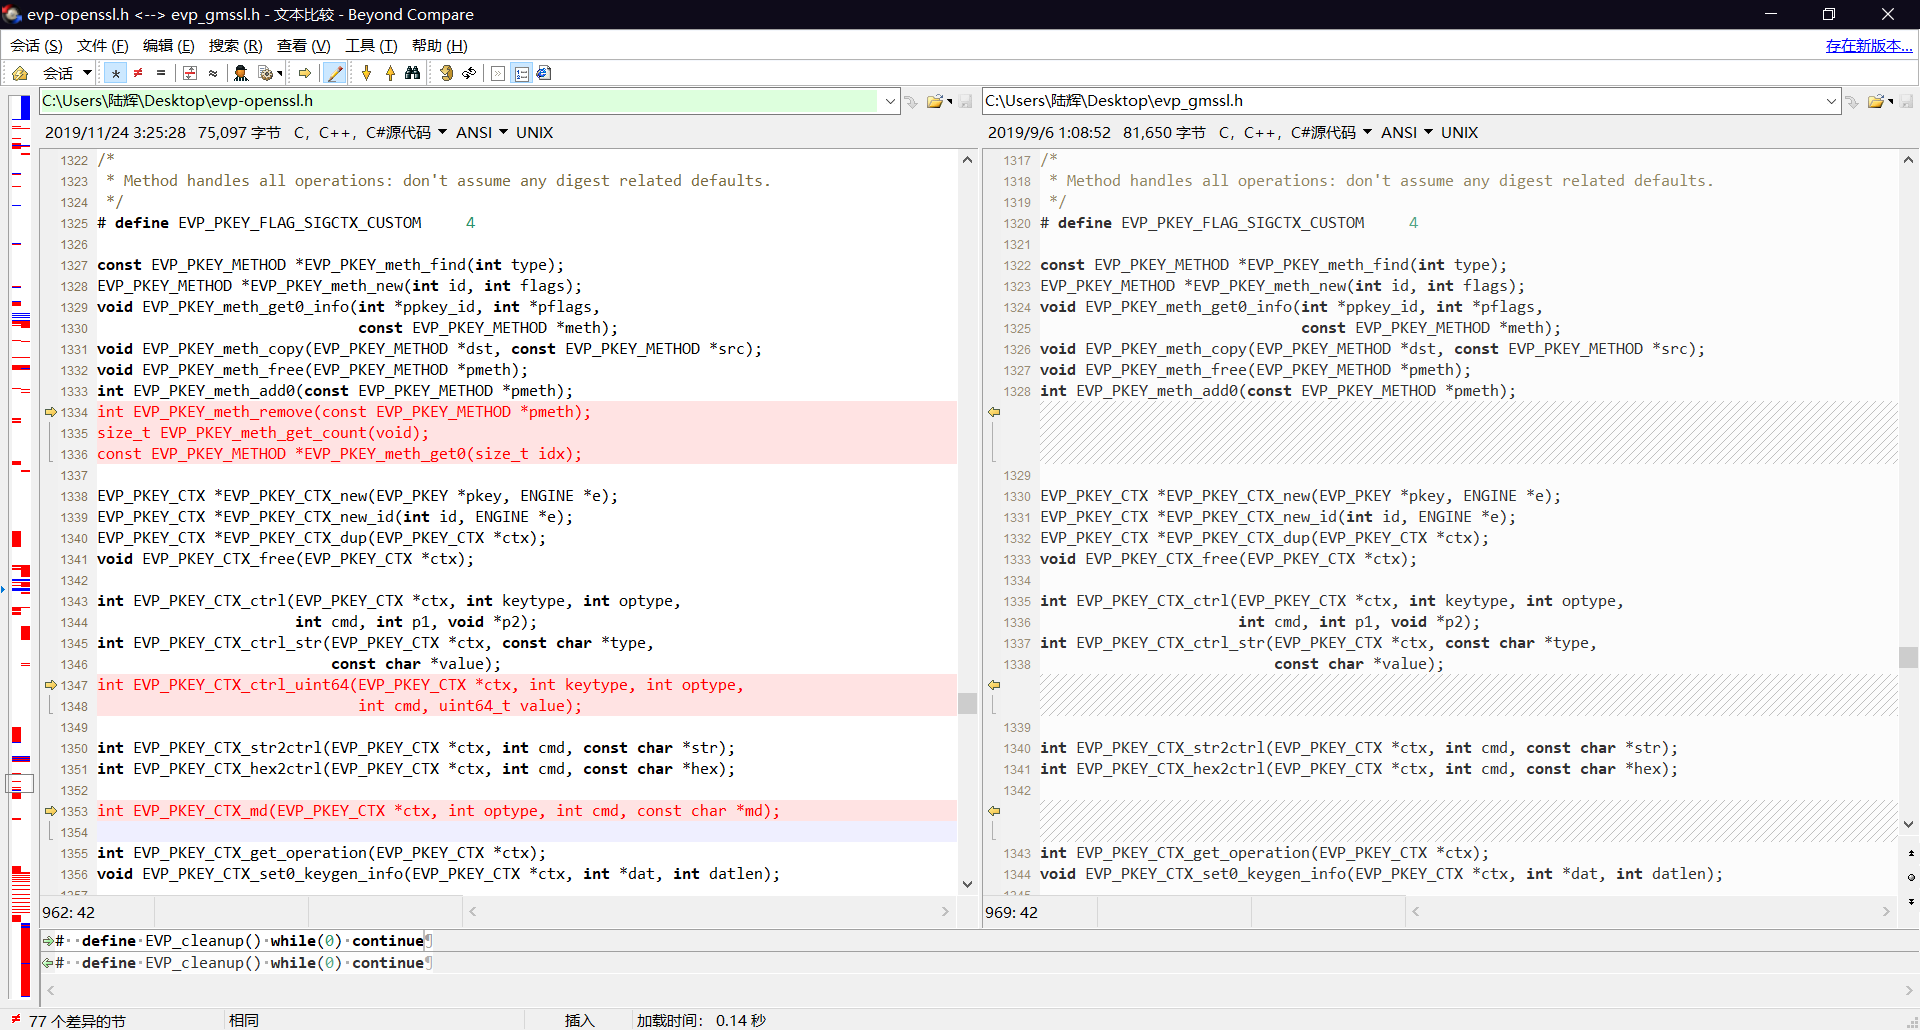 evp-openssl.h <--> evp_gmssl.h - 文本比较 - Beyond Compare
会话 (S) 文件 (F) 编辑 (E) 搜索 (R) 查看 (V) 工具 (T) 帮助 (H) 存在新版本...
会话
C:\Users\陆辉\Desktop\evp-openssl.h
2019/11/24 3:25:28 75,097 字节 C, C++, C#源代码 ANSI UNIX
1322 /*
1323  * Method handles all operations: don't assume any digest related defaults.
1324  */
1325 # define EVP_PKEY_FLAG_SIGCTX_CUSTOM     4
1326
1327 const EVP_PKEY_METHOD *EVP_PKEY_meth_find(int type);
1328 EVP_PKEY_METHOD *EVP_PKEY_meth_new(int id, int flags);
1329 void EVP_PKEY_meth_get0_info(int *ppkey_id, int *pflags,
1330                              const EVP_PKEY_METHOD *meth);
1331 void EVP_PKEY_meth_copy(EVP_PKEY_METHOD *dst, const EVP_PKEY_METHOD *src);
1332 void EVP_PKEY_meth_free(EVP_PKEY_METHOD *pmeth);
1333 int EVP_PKEY_meth_add0(const EVP_PKEY_METHOD *pmeth);
1334 int EVP_PKEY_meth_remove(const EVP_PKEY_METHOD *pmeth);
1335 size_t EVP_PKEY_meth_get_count(void);
1336 const EVP_PKEY_METHOD *EVP_PKEY_meth_get0(size_t idx);
1337
1338 EVP_PKEY_CTX *EVP_PKEY_CTX_new(EVP_PKEY *pkey, ENGINE *e);
1339 EVP_PKEY_CTX *EVP_PKEY_CTX_new_id(int id, ENGINE *e);
1340 EVP_PKEY_CTX *EVP_PKEY_CTX_dup(EVP_PKEY_CTX *ctx);
1341 void EVP_PKEY_CTX_free(EVP_PKEY_CTX *ctx);
1342
1343 int EVP_PKEY_CTX_ctrl(EVP_PKEY_CTX *ctx, int keytype, int optype,
1344                       int cmd, int p1, void *p2);
1345 int EVP_PKEY_CTX_ctrl_str(EVP_PKEY_CTX *ctx, const char *type,
1346                           const char *value);
1347 int EVP_PKEY_CTX_ctrl_uint64(EVP_PKEY_CTX *ctx, int keytype, int optype,
1348                              int cmd, uint64_t value);
1349
1350 int EVP_PKEY_CTX_str2ctrl(EVP_PKEY_CTX *ctx, int cmd, const char *str);
1351 int EVP_PKEY_CTX_hex2ctrl(EVP_PKEY_CTX *ctx, int cmd, const char *hex);
1352
1353 int EVP_PKEY_CTX_md(EVP_PKEY_CTX *ctx, int optype, int cmd, const char *md);
1354
1355 int EVP_PKEY_CTX_get_operation(EVP_PKEY_CTX *ctx);
1356 void EVP_PKEY_CTX_set0_keygen_info(EVP_PKEY_CTX *ctx, int *dat, int datlen);
1357
962: 42
C:\Users\陆辉\Desktop\evp_gmssl.h
2019/9/6 1:08:52 81,650 字节 C, C++, C#源代码 ANSI UNIX
1317 /*
1318  * Method handles all operations: don't assume any digest related defaults.
1319  */
1320 # define EVP_PKEY_FLAG_SIGCTX_CUSTOM     4
1321
1322 const EVP_PKEY_METHOD *EVP_PKEY_meth_find(int type);
1323 EVP_PKEY_METHOD *EVP_PKEY_meth_new(int id, int flags);
1324 void EVP_PKEY_meth_get0_info(int *ppkey_id, int *pflags,
1325                              const EVP_PKEY_METHOD *meth);
1326 void EVP_PKEY_meth_copy(EVP_PKEY_METHOD *dst, const EVP_PKEY_METHOD *src);
1327 void EVP_PKEY_meth_free(EVP_PKEY_METHOD *pmeth);
1328 int EVP_PKEY_meth_add0(const EVP_PKEY_METHOD *pmeth);
1329
1330 EVP_PKEY_CTX *EVP_PKEY_CTX_new(EVP_PKEY *pkey, ENGINE *e);
1331 EVP_PKEY_CTX *EVP_PKEY_CTX_new_id(int id, ENGINE *e);
1332 EVP_PKEY_CTX *EVP_PKEY_CTX_dup(EVP_PKEY_CTX *ctx);
1333 void EVP_PKEY_CTX_free(EVP_PKEY_CTX *ctx);
1334
1335 int EVP_PKEY_CTX_ctrl(EVP_PKEY_CTX *ctx, int keytype, int optype,
1336                       int cmd, int p1, void *p2);
1337 int EVP_PKEY_CTX_ctrl_str(EVP_PKEY_CTX *ctx, const char *type,
1338                           const char *value);
1339
1340 int EVP_PKEY_CTX_str2ctrl(EVP_PKEY_CTX *ctx, int cmd, const char *str);
1341 int EVP_PKEY_CTX_hex2ctrl(EVP_PKEY_CTX *ctx, int cmd, const char *hex);
1342
1343 int EVP_PKEY_CTX_get_operation(EVP_PKEY_CTX *ctx);
1344 void EVP_PKEY_CTX_set0_keygen_info(EVP_PKEY_CTX *ctx, int *dat, int datlen);
1345
969: 42
#··define·EVP_cleanup()·while(0)·continue¶
#··define·EVP_cleanup()·while(0)·continue¶
77 个差异的节 相同 插入 加载时间: 0.14 秒